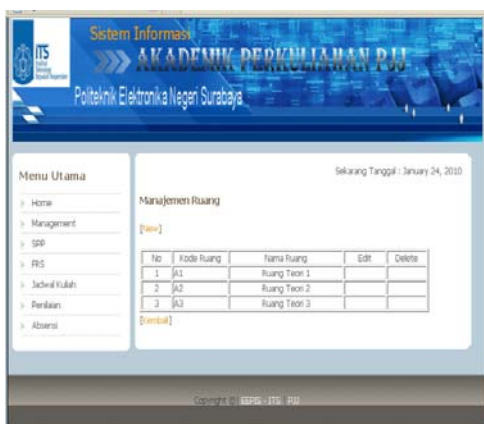 Sistem Informasi
ITS
AKADEMIK PERKULIAHAN PJJ
Politeknik Elektronika Negeri Surabaya
Menu Utama
Home
Management
SPP
FRS
Jadwal Kuliah
Penilaian
Absensi
Sekarang Tanggal : January 24, 2010
Manajemen Ruang
[New]
No Kode Ruang Nama Ruang Edit Delete
1 A1 Ruang Teori 1
2 A2 Ruang Teori 2
3 A3 Ruang Teori 3
[Kembali]
Copyright © | EEPIS - ITS | PJJ